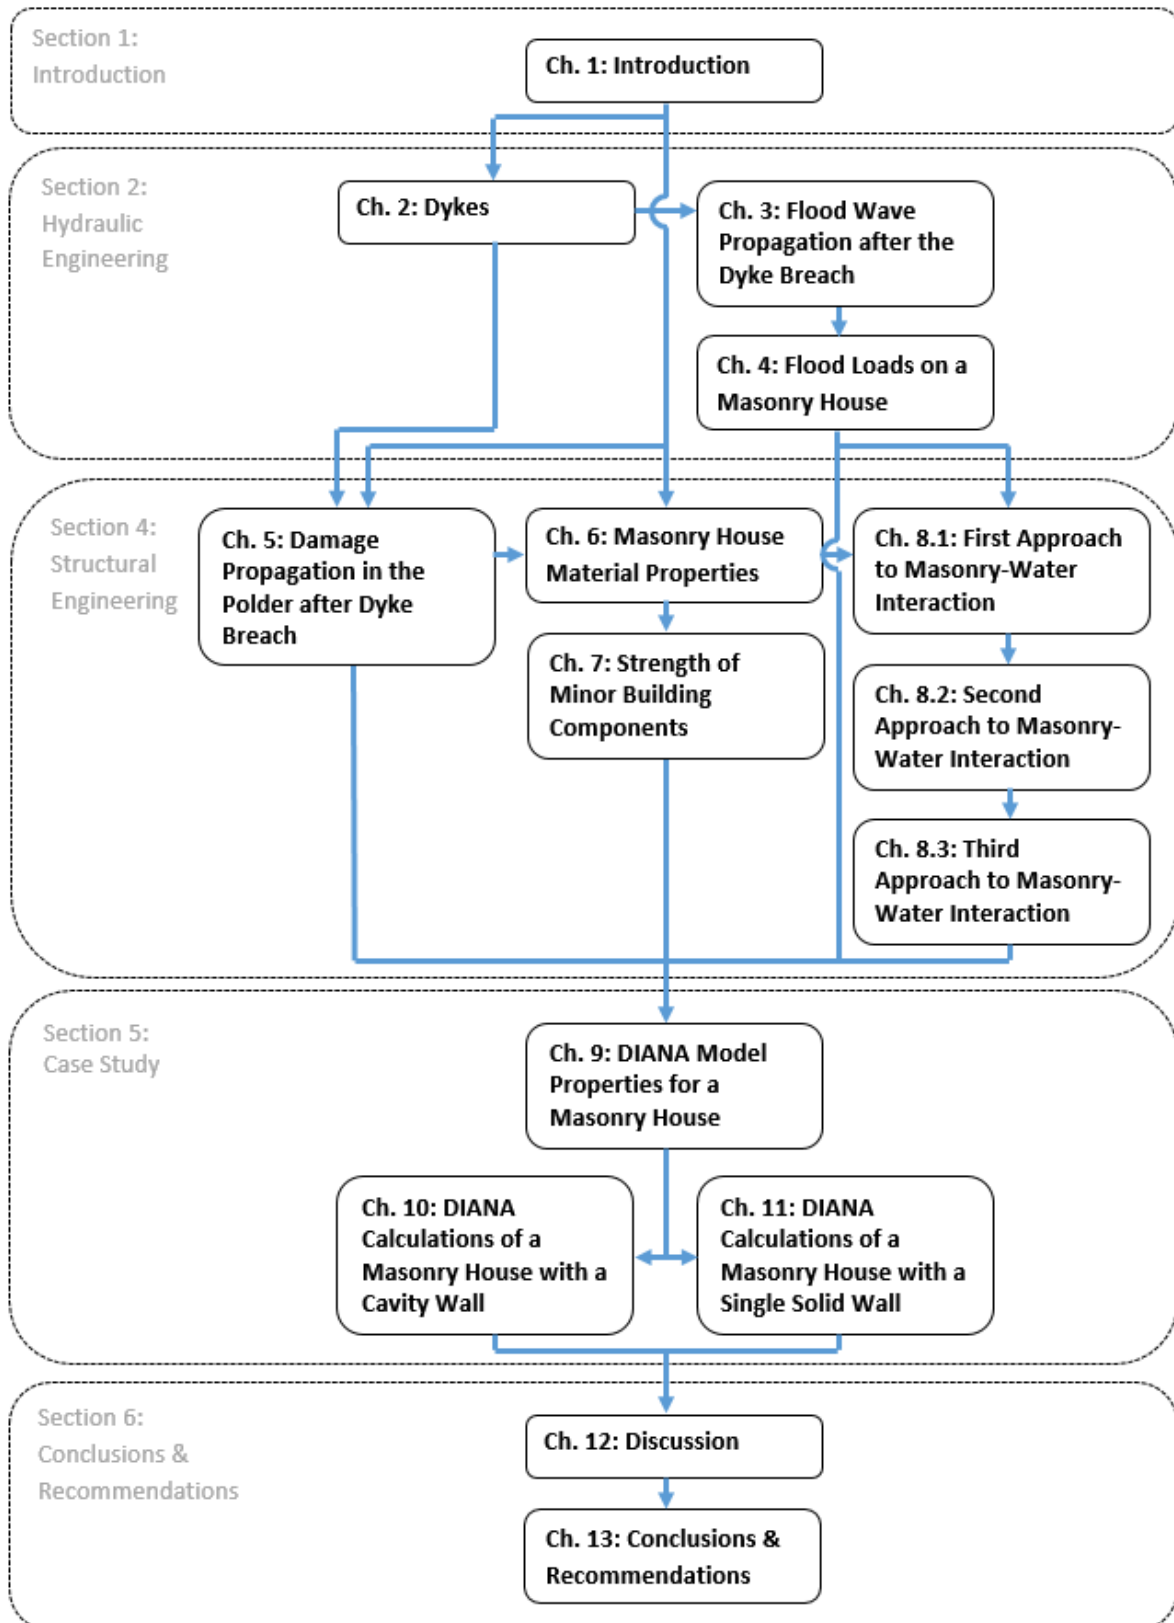 Section 1:
Introduction
Ch. 1: Introduction
Section 2:
Hydraulic
Engineering
Ch. 2: Dykes
Ch. 3: Flood Wave
Propagation after the
Dyke Breach
Ch. 4: Flood Loads on a
Masonry House
Section 4:
Structural
Engineering
Ch. 5: Damage
Propagation in the
Polder after Dyke
Breach
Ch. 6: Masonry House
Material Properties
Ch. 7: Strength of
Minor Building
Components
Ch. 8.1: First Approach
to Masonry-Water
Interaction
Ch. 8.2: Second
Approach to Masonry-
Water Interaction
Ch. 8.3: Third
Approach to Masonry-
Water Interaction
Section 5:
Case Study
Ch. 9: DIANA Model
Properties for a
Masonry House
Ch. 10: DIANA
Calculations of a
Masonry House with a
Cavity Wall
Ch. 11: DIANA
Calculations of a
Masonry House with a
Single Solid Wall
Section 6:
Conclusions &
Recommendations
Ch. 12: Discussion
Ch. 13: Conclusions &
Recommendations